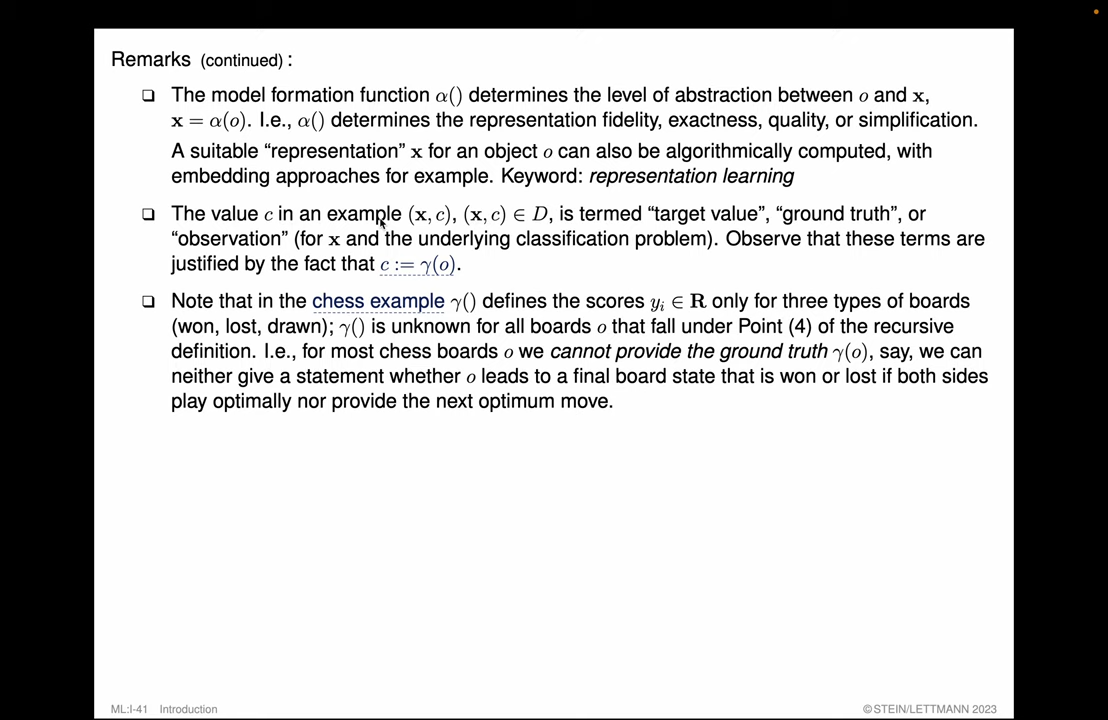 Remarks (continued) :
❑ The model formation function α() determines the level of abstraction between o and x,
x = α(o). I.e., α() determines the representation fidelity, exactness, quality, or simplification.
A suitable “representation” x for an object o can also be algorithmically computed, with
embedding approaches for example. Keyword: representation learning
❑ The value c in an example (x, c), (x, c) ∈ D, is termed “target value”, “ground truth”, or
“observation” (for x and the underlying classification problem). Observe that these terms are
justified by the fact that c := γ(o).
❑ Note that in the chess example γ() defines the scores yᵢ ∈ R only for three types of boards
(won, lost, drawn); γ() is unknown for all boards o that fall under Point (4) of the recursive
definition. I.e., for most chess boards o we cannot provide the ground truth γ(o), say, we can
neither give a statement whether o leads to a final board state that is won or lost if both sides
play optimally nor provide the next optimum move.
ML:I-41 Introduction
©STEIN/LETTMANN 2023